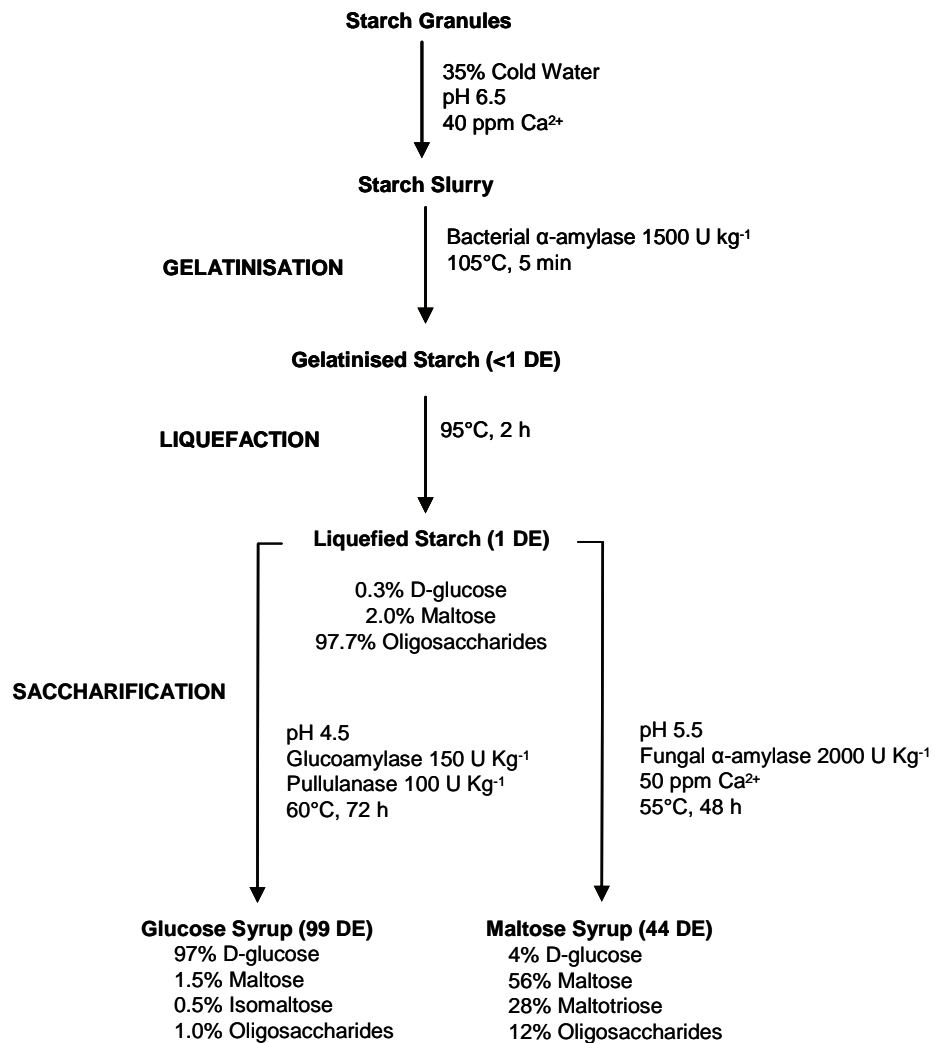 Starch Granules
35% Cold Water
pH 6.5
40 ppm Ca²⁺
Starch Slurry
Bacterial α-amylase 1500 U kg⁻¹
105°C, 5 min
GELATINISATION
Gelatinised Starch (<1 DE)
LIQUEFACTION
95°C, 2 h
Liquefied Starch (1 DE)
0.3% D-glucose
2.0% Maltose
97.7% Oligosaccharides
SACCHARIFICATION
pH 4.5
Glucoamylase 150 U Kg⁻¹
Pullulanase 100 U Kg⁻¹
60°C, 72 h
pH 5.5
Fungal α-amylase 2000 U Kg⁻¹
50 ppm Ca²⁺
55°C, 48 h
Glucose Syrup (99 DE)
97% D-glucose
1.5% Maltose
0.5% Isomaltose
1.0% Oligosaccharides
Maltose Syrup (44 DE)
4% D-glucose
56% Maltose
28% Maltotriose
12% Oligosaccharides